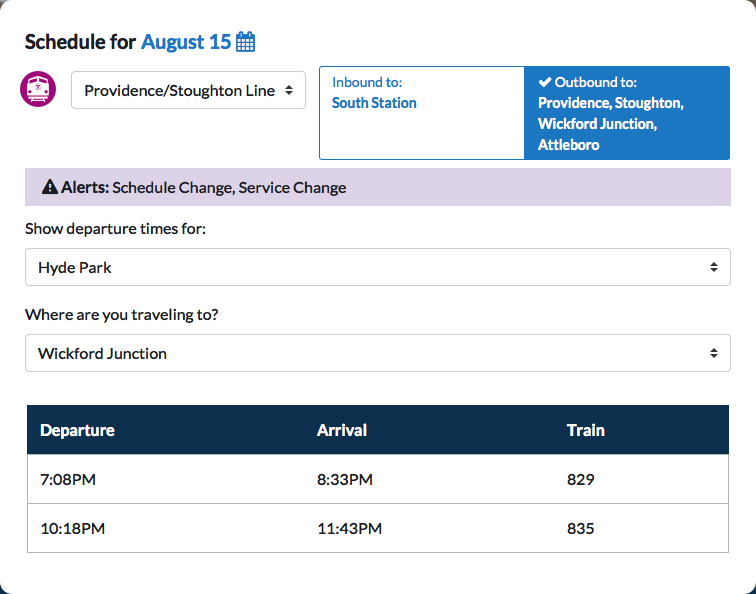 Schedule for August 15
Providence/Stoughton Line
Inbound to:
South Station
Outbound to:
Providence, Stoughton,
Wickford Junction,
Attleboro
Alerts: Schedule Change, Service Change
Show departure times for:
Hyde Park
Where are you traveling to?
Wickford Junction
Departure Arrival Train
7:08PM 8:33PM 829
10:18PM 11:43PM 835